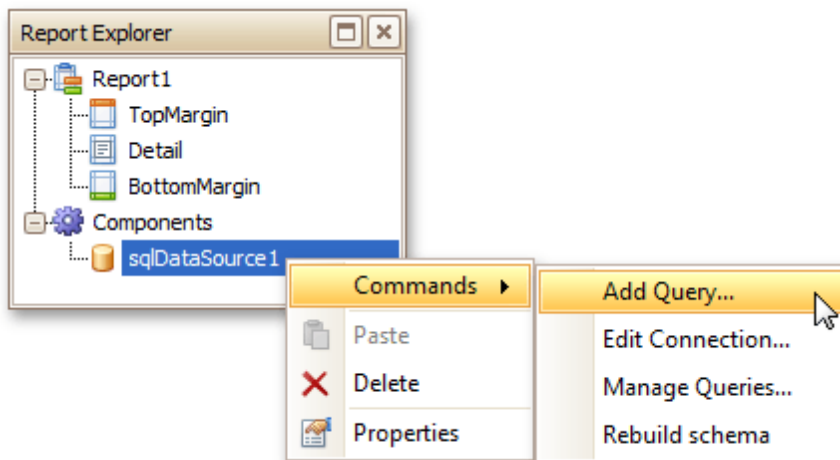 Report Explorer
Report1
TopMargin
Detail
BottomMargin
Components
sqlDataSource1
Commands
Paste
Delete
Properties
Add Query...
Edit Connection...
Manage Queries...
Rebuild schema